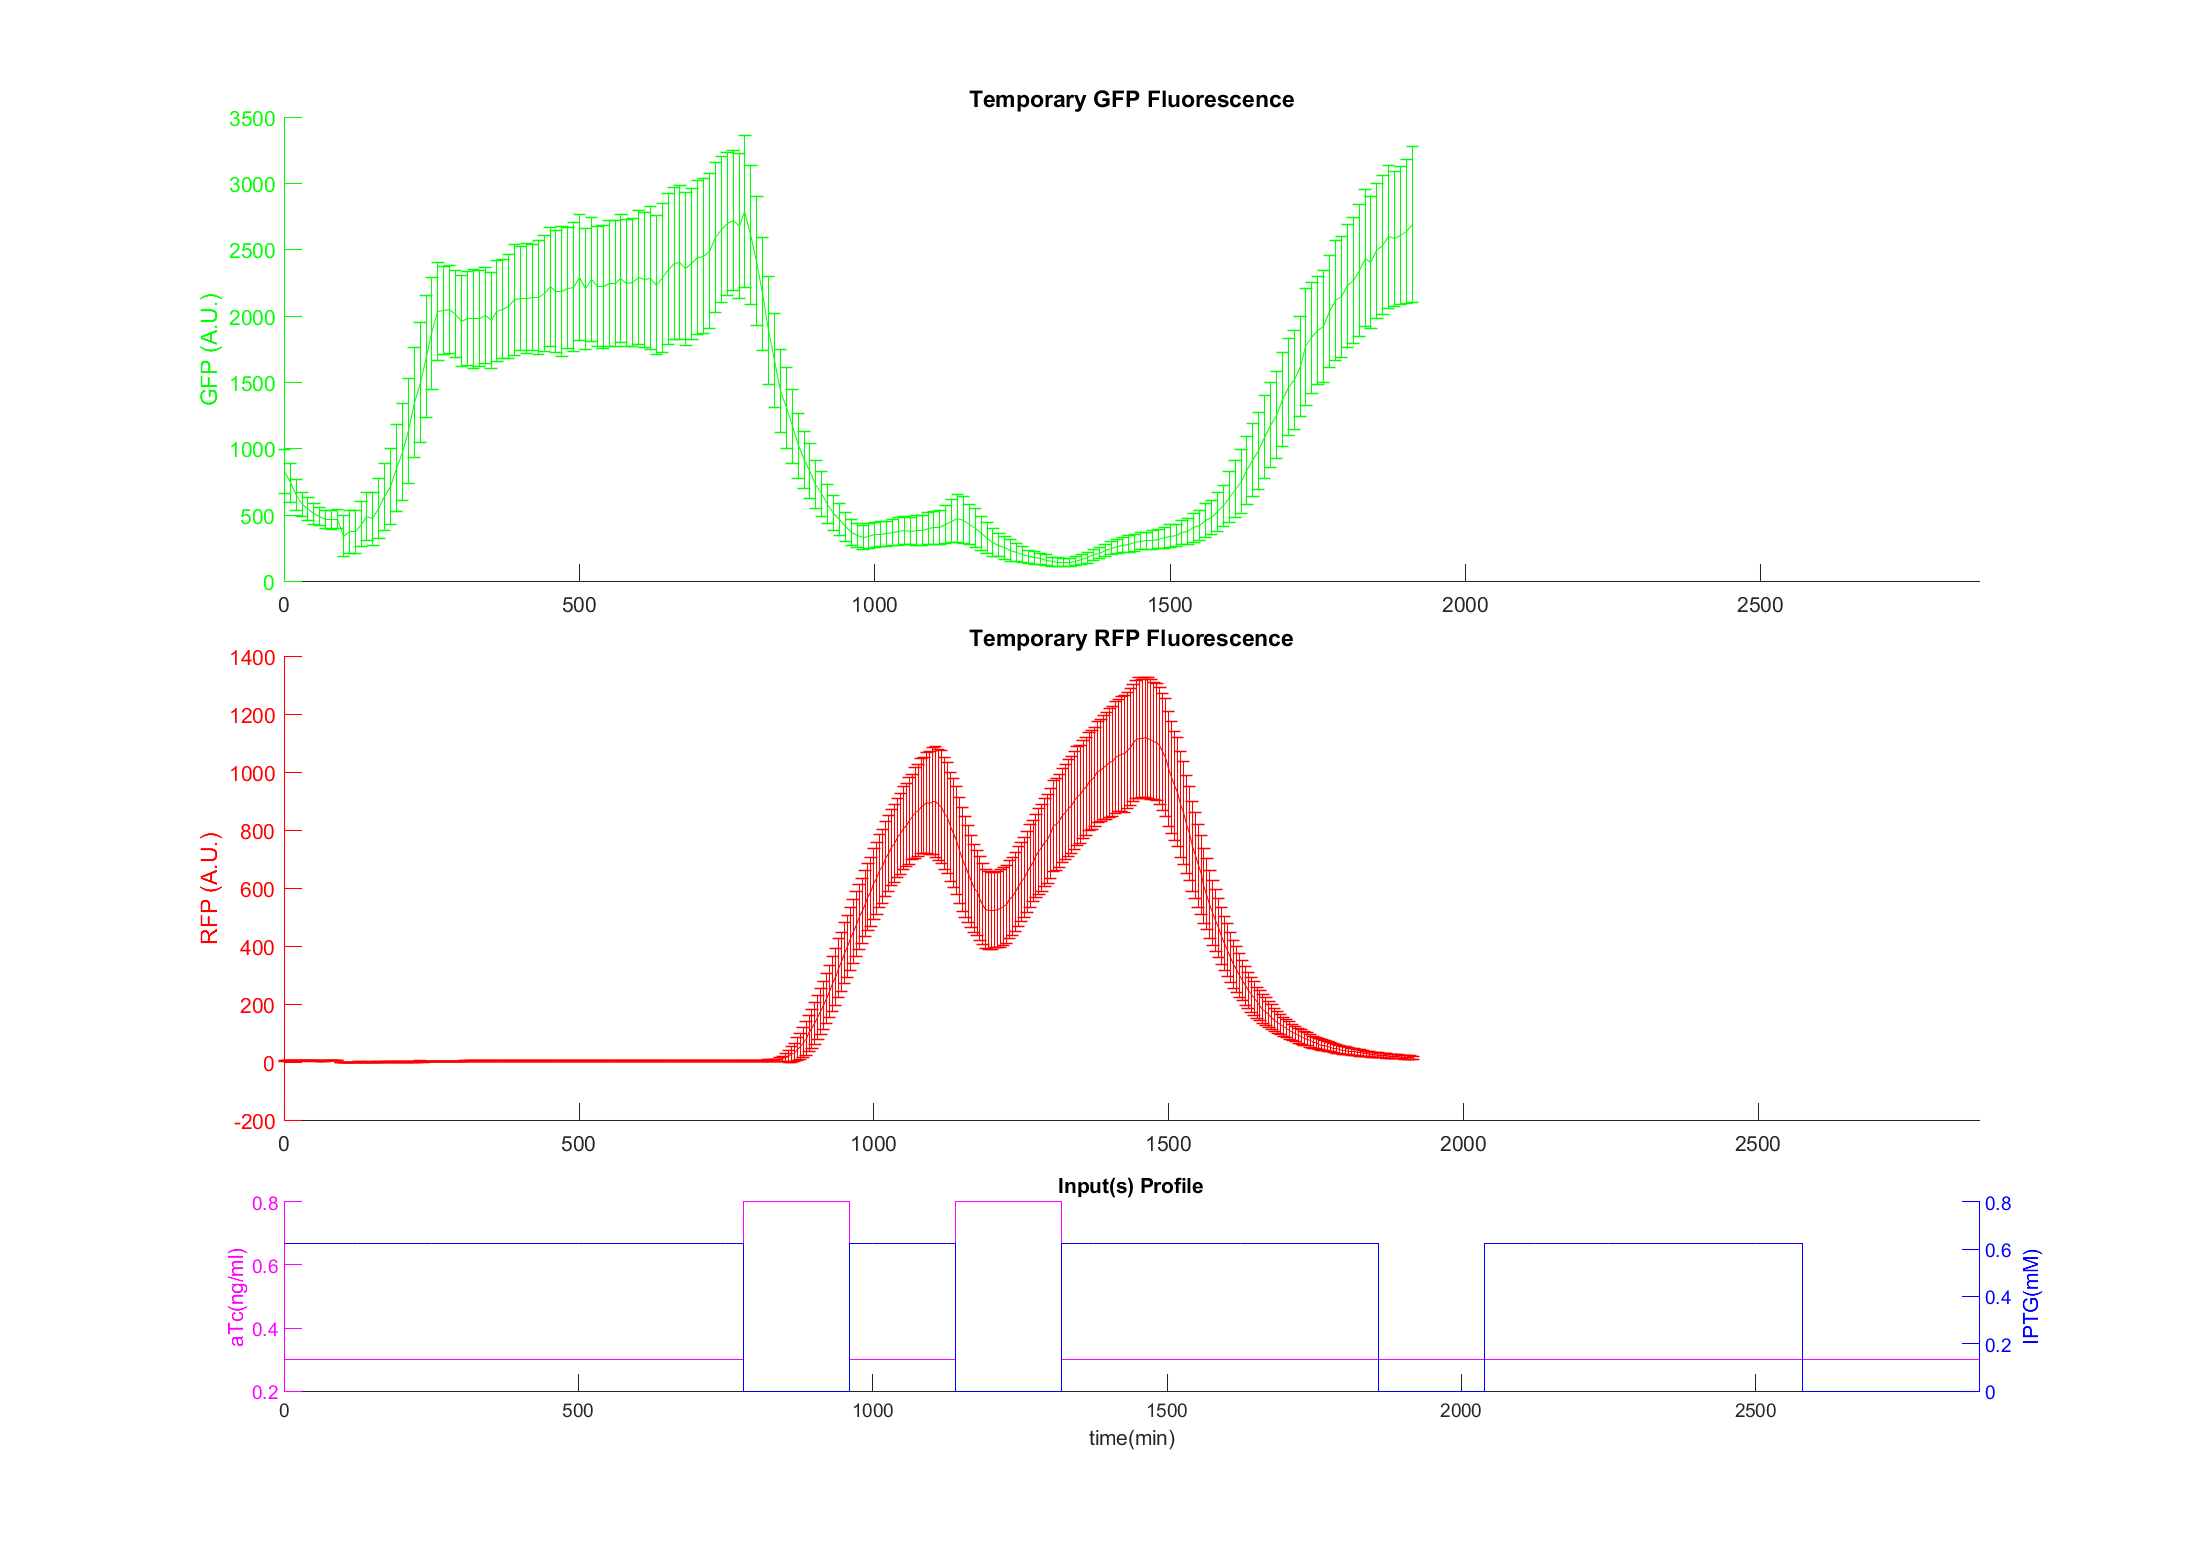 Temporary GFP Fluorescence
3500
3000
2500
2000
1500
1000
500
0
GFP (A.U.)
0 500 1000 1500 2000 2500
Temporary RFP Fluorescence
1400
1200
1000
800
600
400
200
0
-200
RFP (A.U.)
0 500 1000 1500 2000 2500
Input(s) Profile
0.8
0.6
0.4
0.2
aTc(ng/ml)
0.8
0.6
0.4
0.2
0
IPTG(mM)
0 500 1000 1500 2000 2500
time(min)